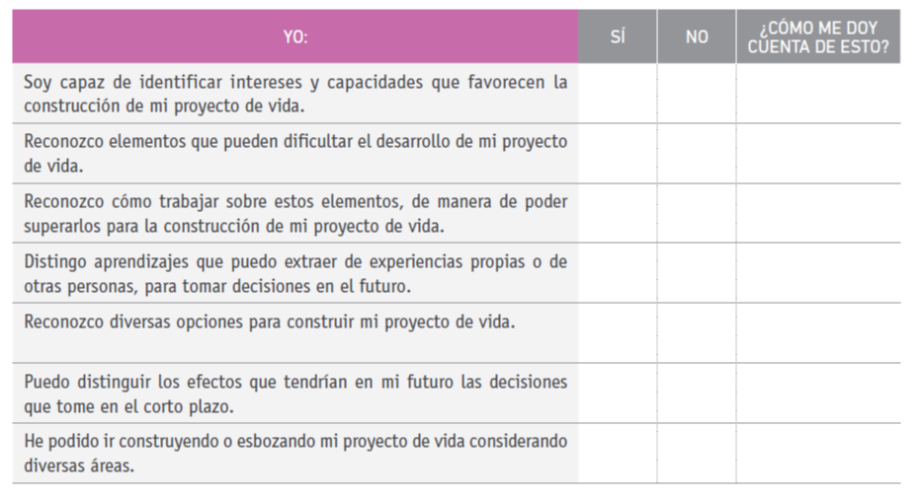 YO:
SÍ
NO
¿CÓMO ME DOY
CUENTA DE ESTO?
Soy capaz de identificar intereses y capacidades que favorecen la
construcción de mi proyecto de vida.
Reconozco elementos que pueden dificultar el desarrollo de mi proyecto
de vida.
Reconozco cómo trabajar sobre estos elementos, de manera de poder
superarlos para la construcción de mi proyecto de vida.
Distingo aprendizajes que puedo extraer de experiencias propias o de
otras personas, para tomar decisiones en el futuro.
Reconozco diversas opciones para construir mi proyecto de vida.
Puedo distinguir los efectos que tendrían en mi futuro las decisiones
que tome en el corto plazo.
He podido ir construyendo o esbozando mi proyecto de vida considerando
diversas áreas.